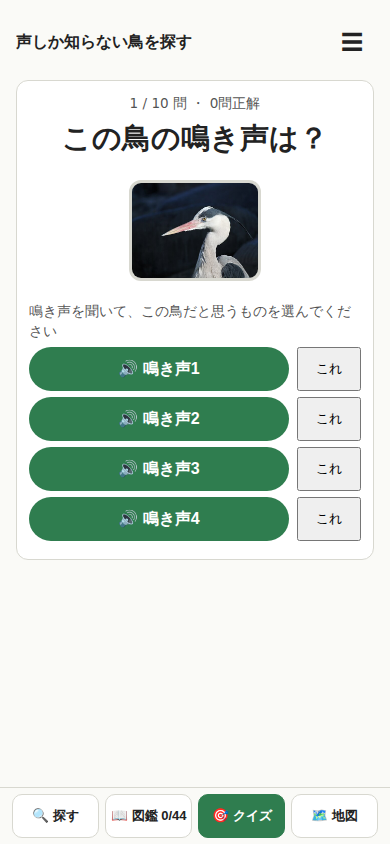 声しか知らない鳥を探す
1 / 10 問 ・ 0問正解
この鳥の鳴き声は？
鳴き声を聞いて、この鳥だと思うものを選んでくだ
さい
🔊 鳴き声1 これ
🔊 鳴き声2 これ
🔊 鳴き声3 これ
🔊 鳴き声4 これ
🔍 探す 📖 図鑑 0/44 🎯 クイズ 🗺️ 地図